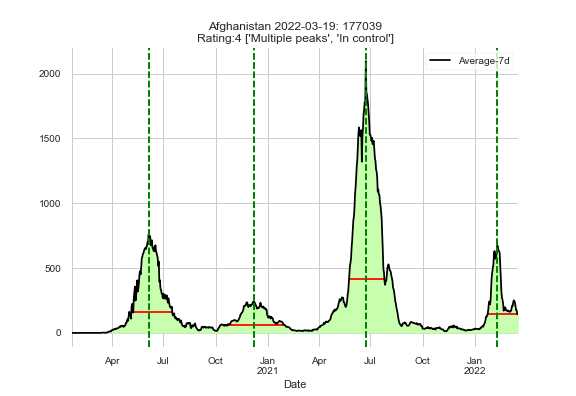 Afghanistan 2022-03-19: 177039
Rating:4 ['Multiple peaks', 'In control']
Average-7d
2000
1500
1000
500
0
Apr Jul Oct Jan Apr Jul Oct Jan
2021 2022
Date